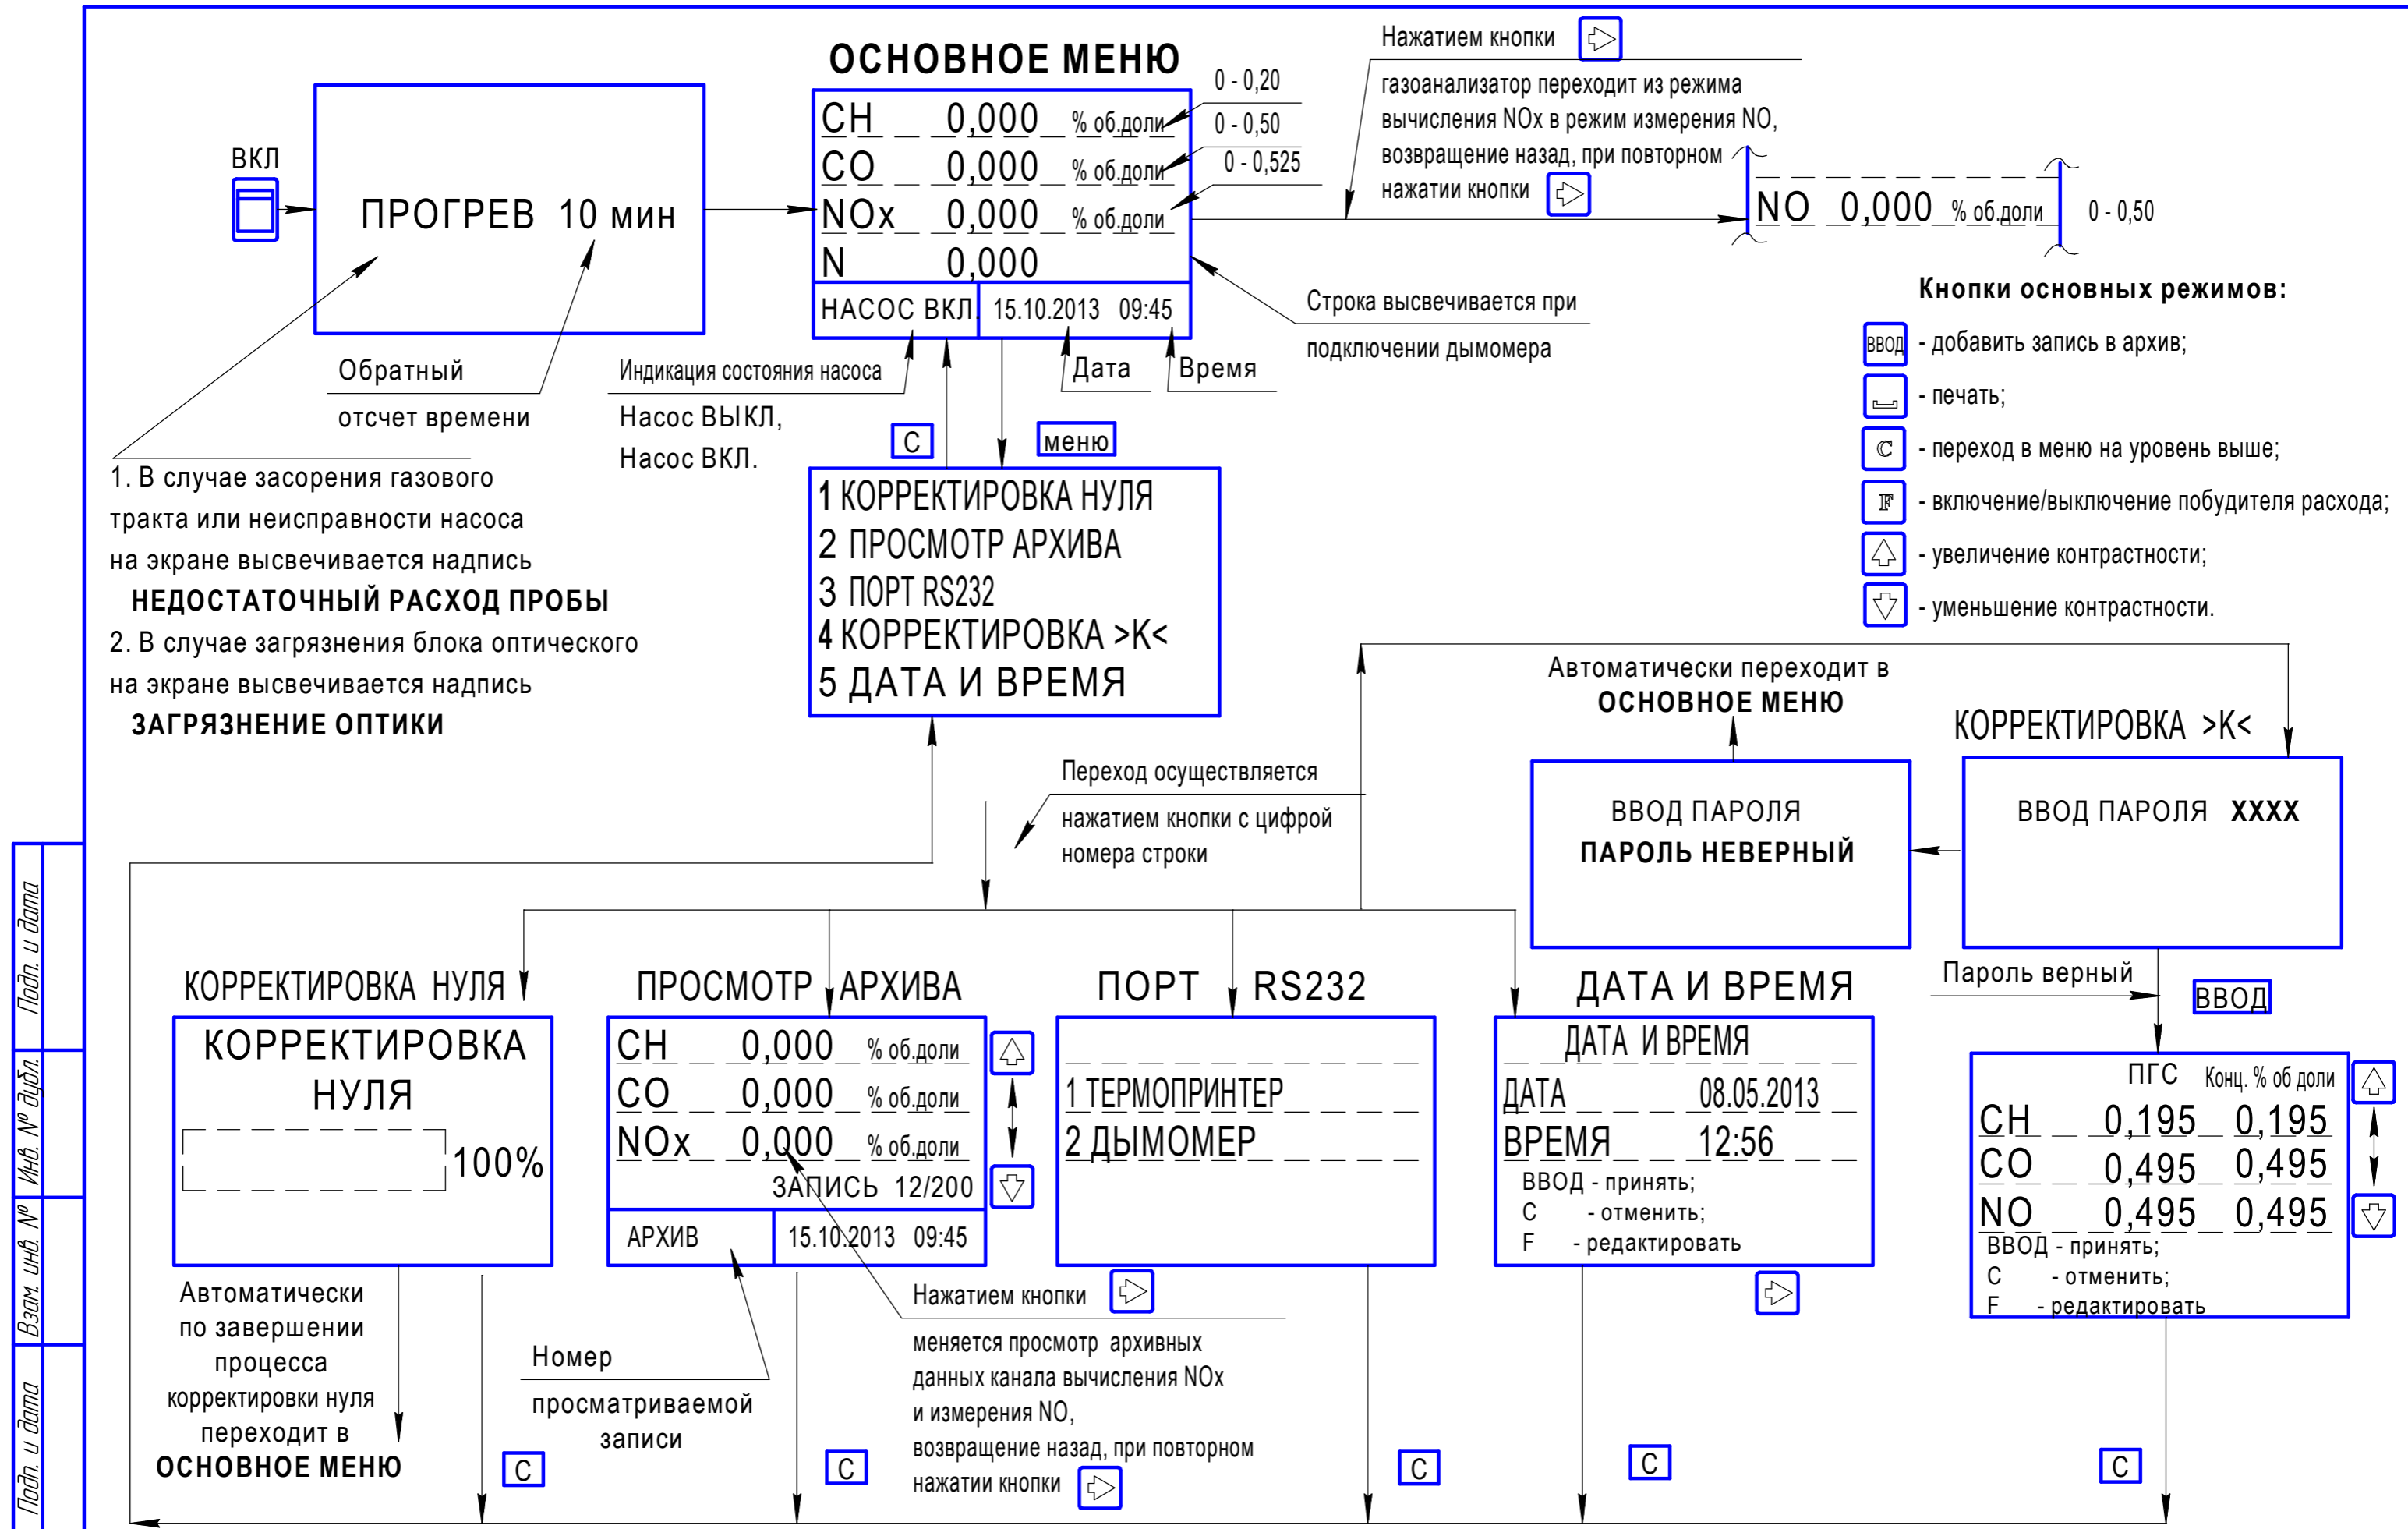 ОСНОВНОЕ МЕНЮ
ВКЛ
ПРОГРЕВ 10 мин
Обратный
отсчет времени
1. В случае засорения газового
тракта или неисправности насоса
на экране высвечивается надпись
НЕДОСТАТОЧНЫЙ РАСХОД ПРОБЫ
2. В случае загрязнения блока оптического
на экране высвечивается надпись
ЗАГРЯЗНЕНИЕ ОПТИКИ
CH 0,000 % об.доли
CO 0,000 % об.доли
NOx 0,000 % об.доли
N 0,000
НАСОС ВКЛ. 15.10.2013 09:45
0 - 0,20
0 - 0,50
0 - 0,525
Индикация состояния насоса
Насос ВЫКЛ,
Насос ВКЛ.
Дата
Время
С
меню
Нажатием кнопки
газоанализатор переходит из режима
вычисления NOx в режим измерения NO,
возвращение назад, при повторном
нажатии кнопки
NO 0,000 % об.доли
0 - 0,50
Строка высвечивается при
подключении дымомера
Кнопки основных режимов:
ВВОД - добавить запись в архив;
- печать;
C - переход в меню на уровень выше;
F - включение/выключение побудителя расхода;
- увеличение контрастности;
- уменьшение контрастности.
1 КОРРЕКТИРОВКА НУЛЯ
2 ПРОСМОТР АРХИВА
3 ПОРТ RS232
4 КОРРЕКТИРОВКА >К<
5 ДАТА И ВРЕМЯ
Переход осуществляется
нажатием кнопки с цифрой
номера строки
Автоматически переходит в
ОСНОВНОЕ МЕНЮ
ВВОД ПАРОЛЯ
ПАРОЛЬ НЕВЕРНЫЙ
КОРРЕКТИРОВКА >К<
ВВОД ПАРОЛЯ XXXX
Пароль верный
ВВОД
КОРРЕКТИРОВКА НУЛЯ
КОРРЕКТИРОВКА
НУЛЯ
100%
Автоматически
по завершении
процесса
корректировки нуля
переходит в
ОСНОВНОЕ МЕНЮ
С
ПРОСМОТР АРХИВА
CH 0,000 % об.доли
CO 0,000 % об.доли
NOx 0,000 % об.доли
ЗАПИСЬ 12/200
АРХИВ 15.10.2013 09:45
Номер
просматриваемой
записи
С
Нажатием кнопки
меняется просмотр архивных
данных канала вычисления NOx
и измерения NO,
возвращение назад, при повторном
нажатии кнопки
ПОРТ RS232
1 ТЕРМОПРИНТЕР
2 ДЫМОМЕР
С
ДАТА И ВРЕМЯ
ДАТА И ВРЕМЯ
ДАТА 08.05.2013
ВРЕМЯ 12:56
ВВОД - принять;
С - отменить;
F - редактировать
С
ПГС Конц. % об доли
CH 0,195 0,195
CO 0,495 0,495
NO 0,495 0,495
ВВОД - принять;
С - отменить;
F - редактировать
С
Подп. и дата
Инв. № дубл.
Взам. инв. №
Подп. и дата